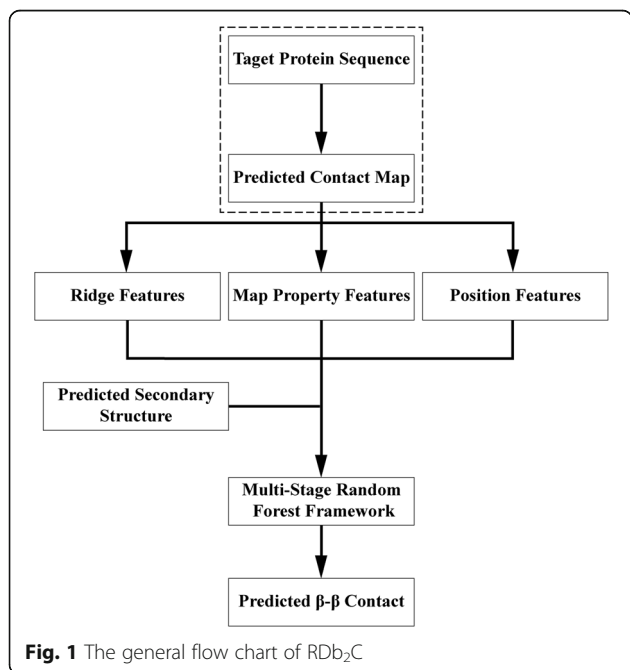 Taget Protein Sequence
Predicted Contact Map
Ridge Features
Map Property Features
Position Features
Predicted Secondary
Structure
Multi-Stage Random
Forest Framework
Predicted β-β Contact
Fig. 1 The general flow chart of RDb₂C